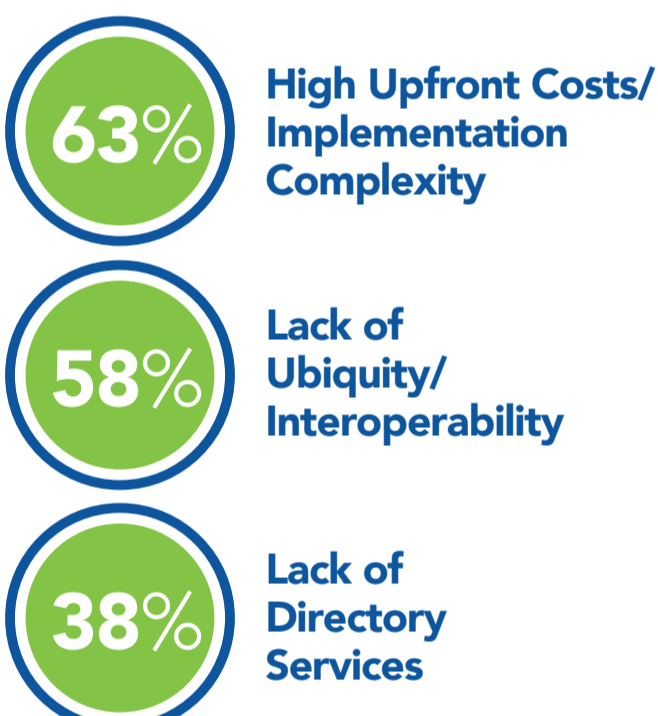 63%
High Upfront Costs/
Implementation
Complexity
58%
Lack of
Ubiquity/
Interoperability
38%
Lack of
Directory
Services